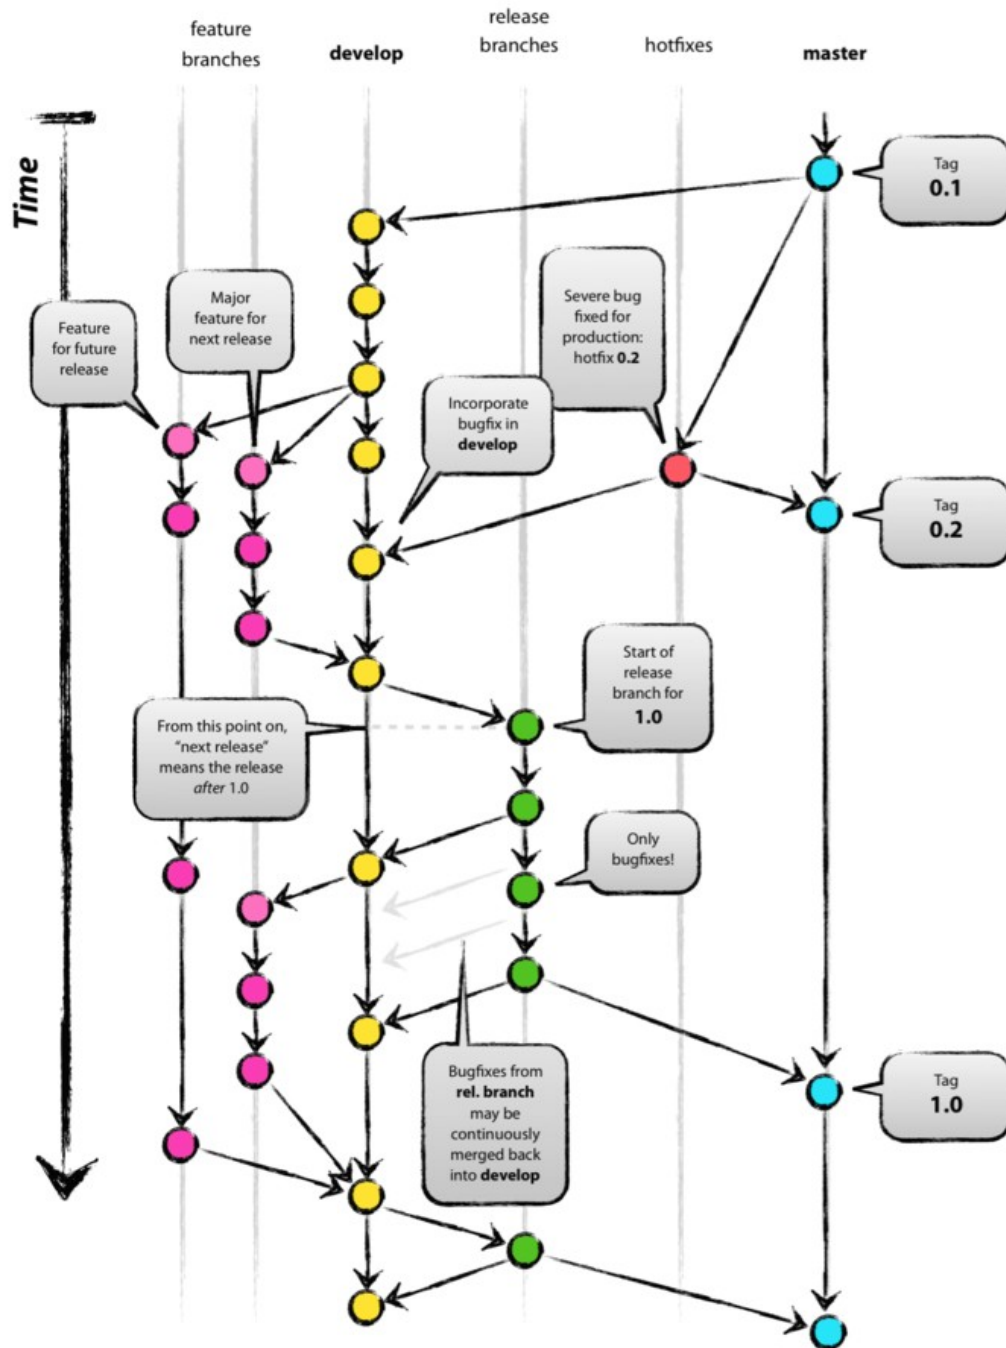 feature
branches
develop
release
branches
hotfixes
master
Time
Tag
0.1
Major
feature for
next release
Feature
for future
release
Severe bug
fixed for
production:
hotfix 0.2
Incorporate
bugfix in
develop
Tag
0.2
Start of
release
branch for
1.0
From this point on,
“next release”
means the release
after 1.0
Only
bugfixes!
Bugfixes from
rel. branch
may be
continuously
merged back
into develop
Tag
1.0